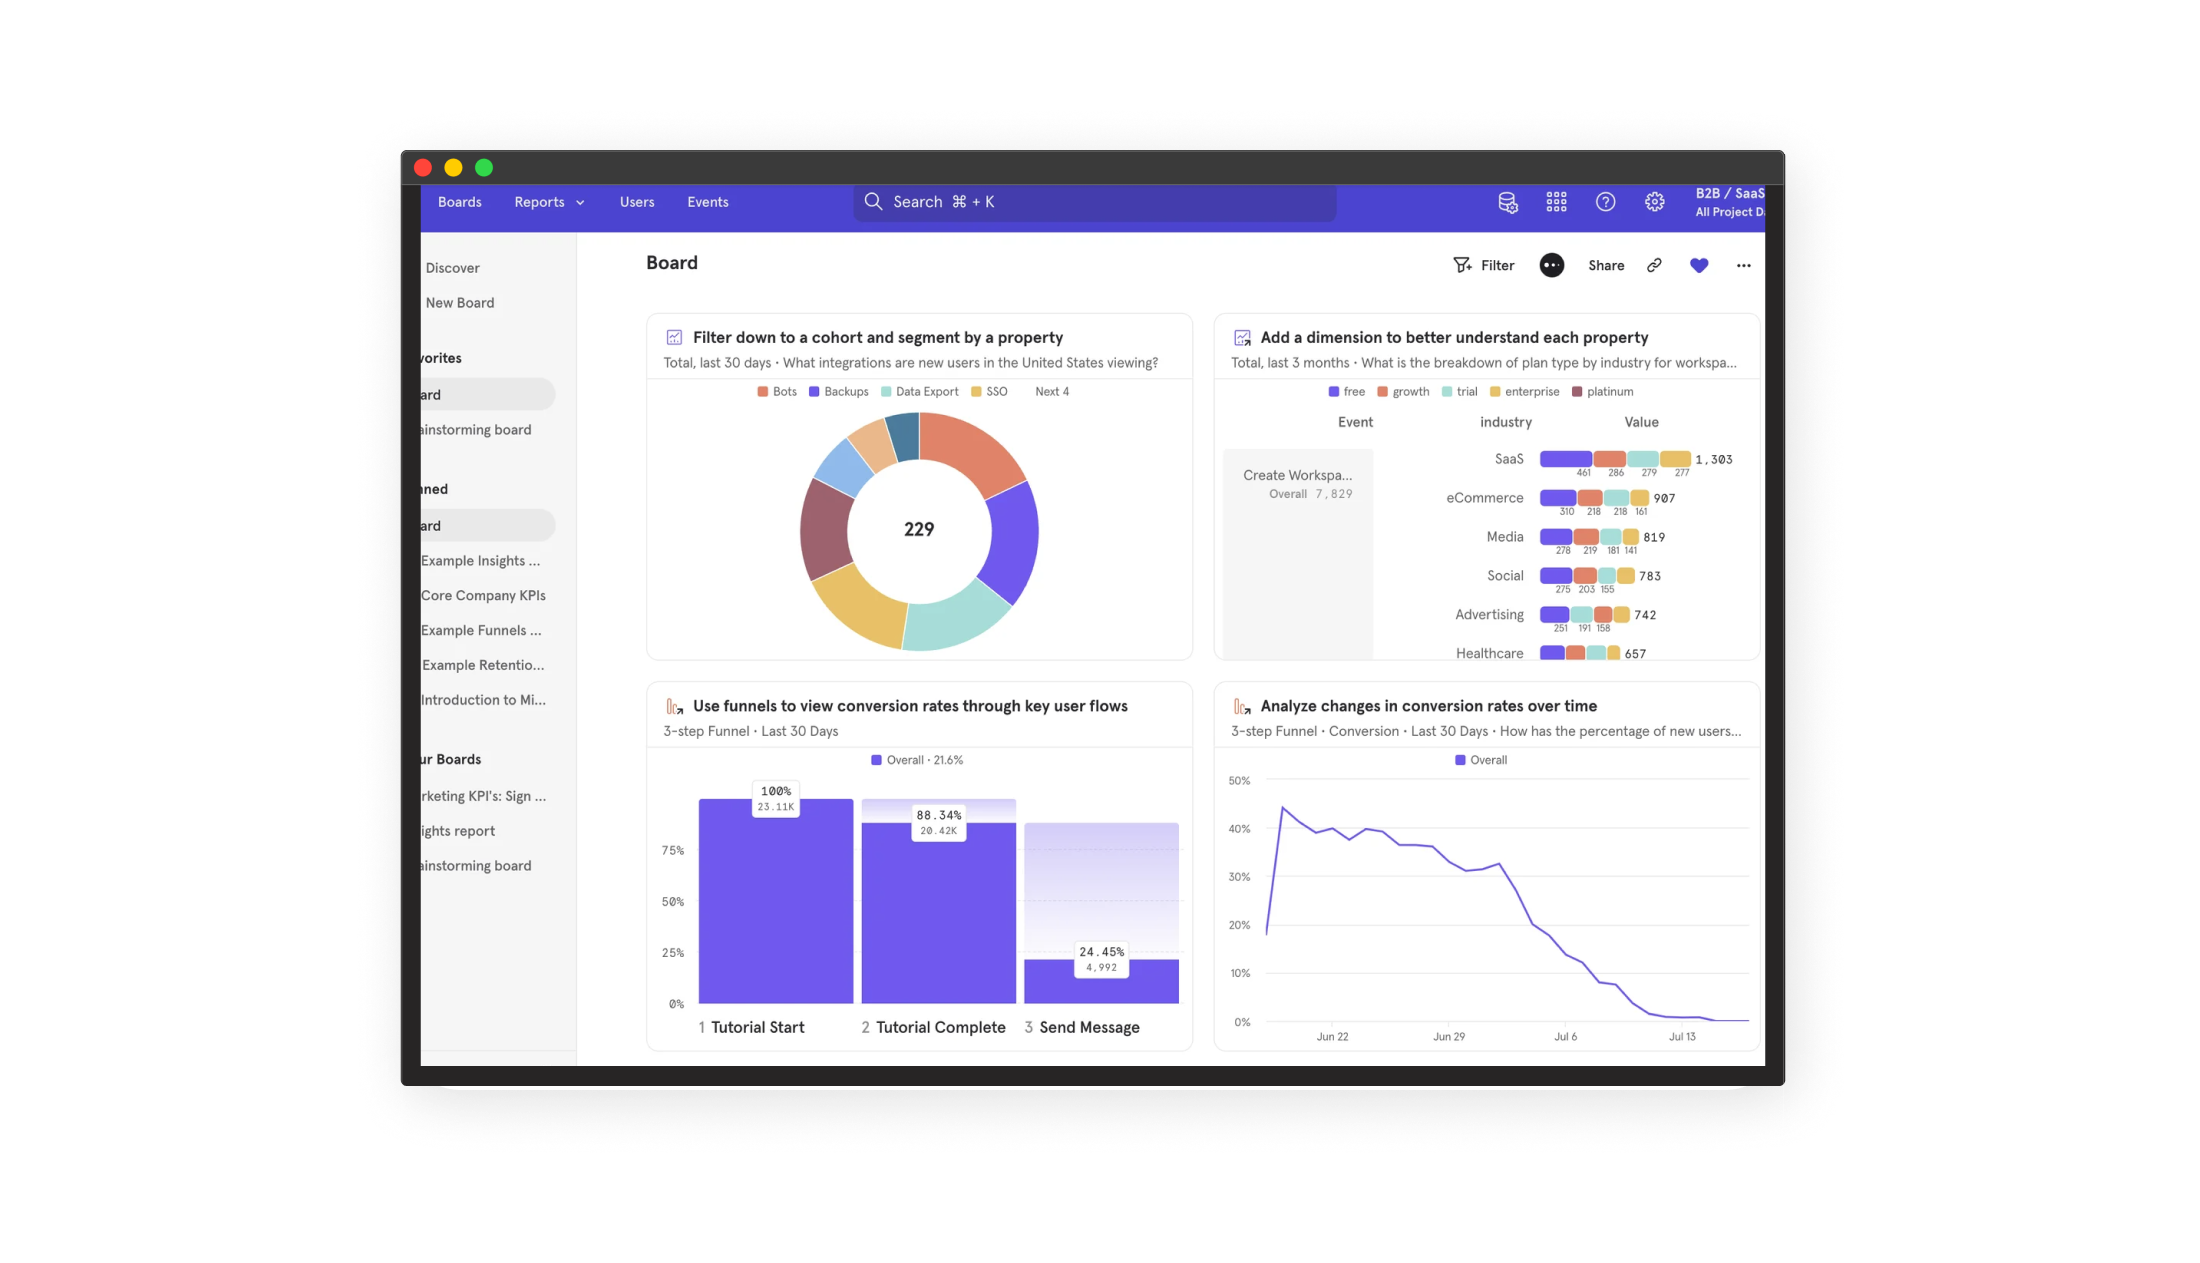 Boards
Reports
Users
Events
Search ⌘ + K
B2B / SaaS
All Project D
Discover
New Board
vorites
ard
ainstorming board
nned
ard
Example Insights ...
Core Company KPIs
Example Funnels ...
Example Retentio...
Introduction to Mi...
ur Boards
rketing KPI's: Sign ...
ights report
ainstorming board
Board
Filter
Share
Filter down to a cohort and segment by a property
Total, last 30 days · What integrations are new users in the United States viewing?
Bots Backups Data Export SSO Next 4
229
Add a dimension to better understand each property
Total, last 3 months · What is the breakdown of plan type by industry for workspa...
free growth trial enterprise platinum
Event industry Value
Create Workspa...
Overall 7,829
SaaS 1,303
461 286 279 277
eCommerce 907
310 218 218 161
Media 819
278 219 181 141
Social 783
275 203 155
Advertising 742
251 191 158
Healthcare 657
Use funnels to view conversion rates through key user flows
3-step Funnel · Last 30 Days
Overall · 21.6%
100%
23.11K
88.34%
20.42K
75%
50%
25%
24.45%
4,992
0%
1 Tutorial Start
2 Tutorial Complete
3 Send Message
Analyze changes in conversion rates over time
3-step Funnel · Conversion · Last 30 Days · How has the percentage of new users...
Overall
50%
40%
30%
20%
10%
0%
Jun 22 Jun 29 Jul 6 Jul 13